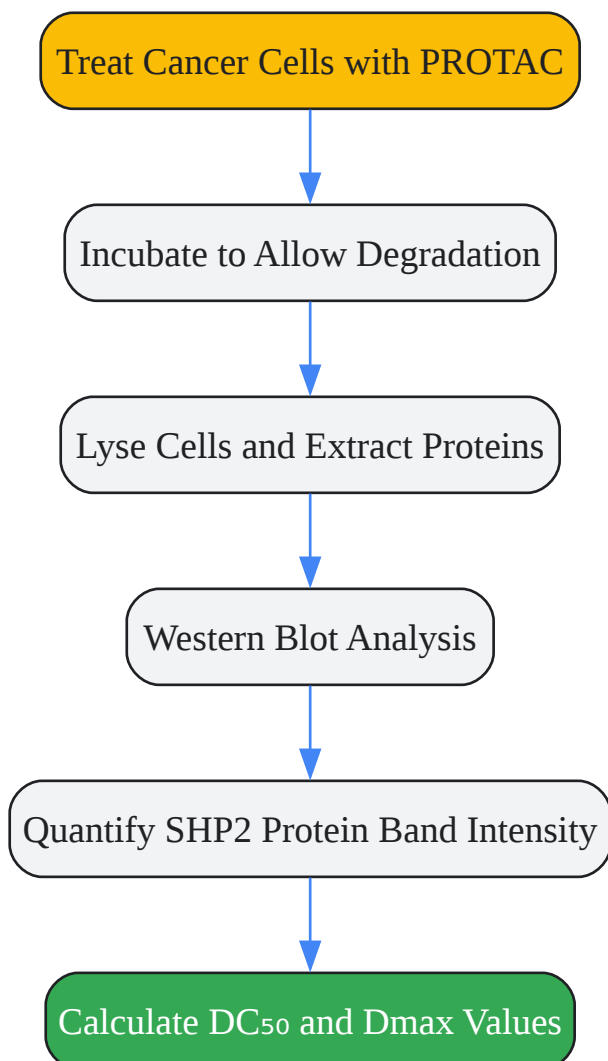 Treat Cancer Cells with PROTAC
Incubate to Allow Degradation
Lyse Cells and Extract Proteins
Western Blot Analysis
Quantify SHP2 Protein Band Intensity
Calculate DC₅₀ and Dmax Values